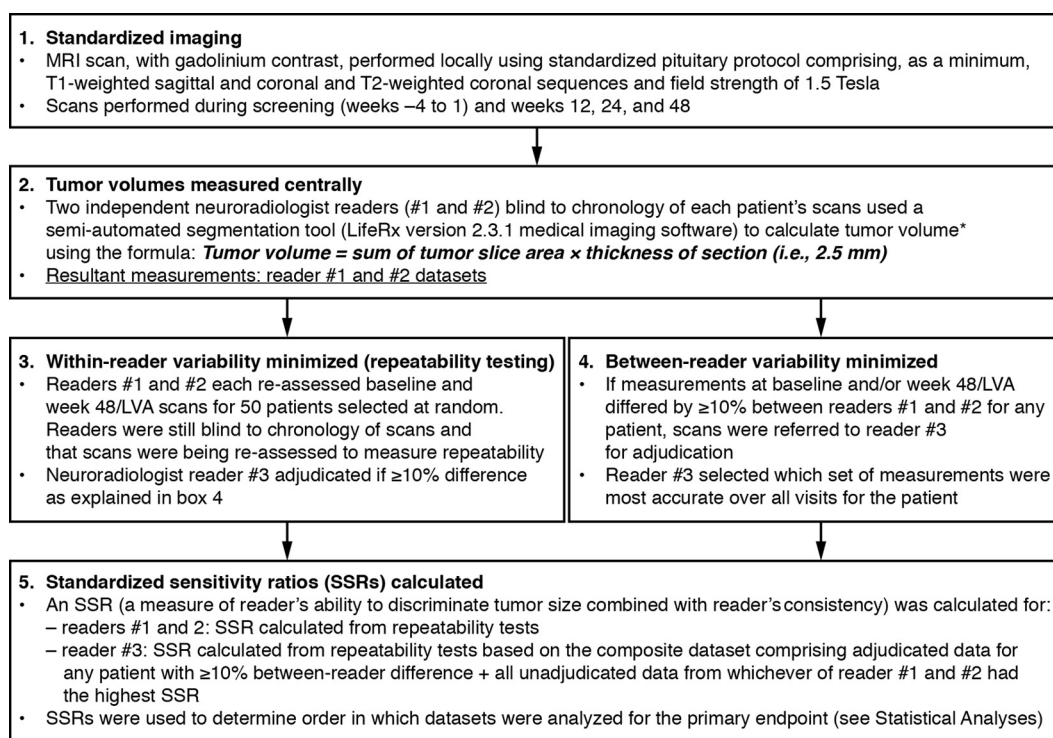 1. Standardized imaging
• MRI scan, with gadolinium contrast, performed locally using standardized pituitary protocol comprising, as a minimum,
T1-weighted sagittal and coronal and T2-weighted coronal sequences and field strength of 1.5 Tesla
• Scans performed during screening (weeks –4 to 1) and weeks 12, 24, and 48
2. Tumor volumes measured centrally
• Two independent neuroradiologist readers (#1 and #2) blind to chronology of each patient's scans used a
semi-automated segmentation tool (LifeRx version 2.3.1 medical imaging software) to calculate tumor volume*
using the formula: Tumor volume = sum of tumor slice area × thickness of section (i.e., 2.5 mm)
• Resultant measurements: reader #1 and #2 datasets
3. Within-reader variability minimized (repeatability testing)
• Readers #1 and #2 each re-assessed baseline and
week 48/LVA scans for 50 patients selected at random.
Readers were still blind to chronology of scans and
that scans were being re-assessed to measure repeatability
• Neuroradiologist reader #3 adjudicated if ≥10% difference
as explained in box 4
4. Between-reader variability minimized
• If measurements at baseline and/or week 48/LVA
differed by ≥10% between readers #1 and #2 for any
patient, scans were referred to reader #3
for adjudication
• Reader #3 selected which set of measurements were
most accurate over all visits for the patient
5. Standardized sensitivity ratios (SSRs) calculated
• An SSR (a measure of reader's ability to discriminate tumor size combined with reader's consistency) was calculated for:
– readers #1 and 2: SSR calculated from repeatability tests
– reader #3: SSR calculated from repeatability tests based on the composite dataset comprising adjudicated data for
any patient with ≥10% between-reader difference + all unadjudicated data from whichever of reader #1 and #2 had
the highest SSR
• SSRs were used to determine order in which datasets were analyzed for the primary endpoint (see Statistical Analyses)